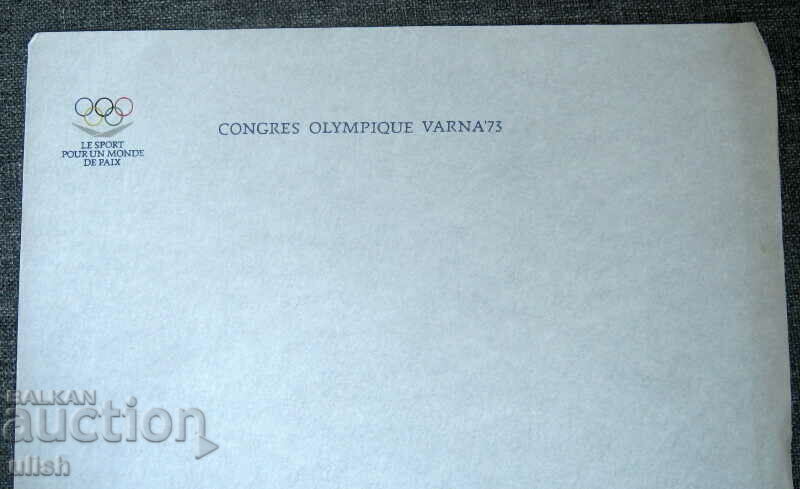 CONGRES OLYMPIQUE VARNA'73
LE SPORT
POUR UN MONDE
DE PAIX
BALKAN
auction
ulish